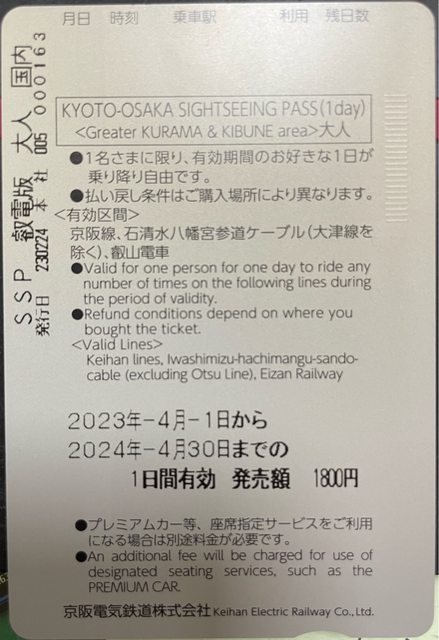 月日 時刻 乗車駅 利用 残日数
SSP 叡電版 大人 国内
発行日 230224 本 社 005 000163
KYOTO-OSAKA SIGHTSEEING PASS(1day)
<Greater KURAMA & KIBUNE area>大人
●1名さまに限り、有効期間のお好きな1日が
乗り降り自由です。
●払い戻し条件はご購入場所により異なります。
<有効区間>
京阪線、石清水八幡宮参道ケーブル(大津線を
除く)、叡山電車
●Valid for one person for one day to ride any
number of times on the following lines during
the period of validity.
●Refund conditions depend on where you
bought the ticket.
<Valid Lines>
Keihan lines, Iwashimizu-hachimangu-sando-
cable (excluding Otsu Line), Eizan Railway
2023年-4月-1日から
2024年-4月30日までの
1日間有効 発売額 1800円
●プレミアムカー等、座席指定サービスをご利用
になる場合は別途料金が必要です。
●An additional fee will be charged for use of
designated seating services, such as the
PREMIUM CAR.
京阪電気鉄道株式会社 Keihan Electric Railway Co., Ltd.